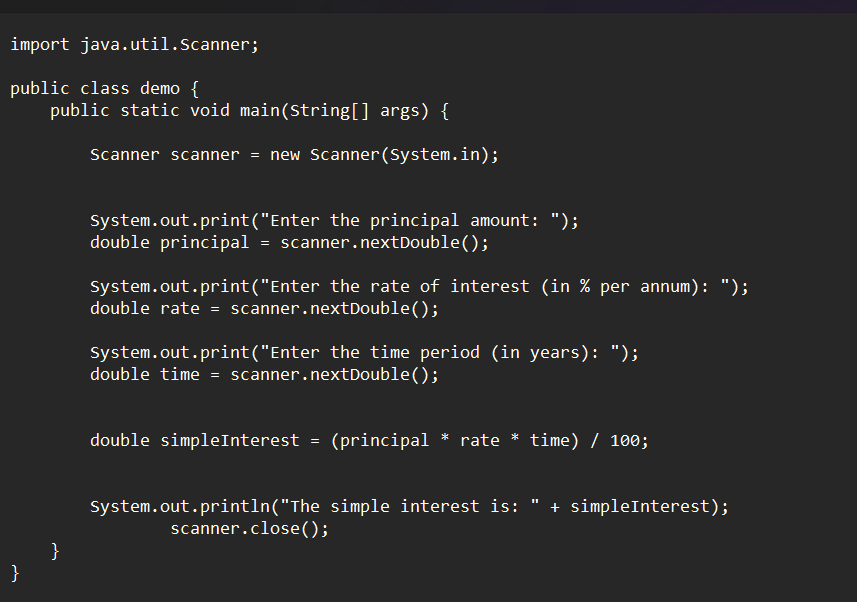 import java.util.Scanner;
public class demo {
public static void main(String[] args) {
Scanner scanner = new Scanner(System.in);
System.out.print("Enter the principal amount: ");
double principal = scanner.nextDouble();
System.out.print("Enter the rate of interest (in % per annum): ");
double rate = scanner.nextDouble();
System.out.print("Enter the time period (in years): ");
double time = scanner.nextDouble();
double simpleInterest = (principal * rate * time) / 100;
System.out.println("The simple interest is: " + simpleInterest);
scanner.close();
}
}